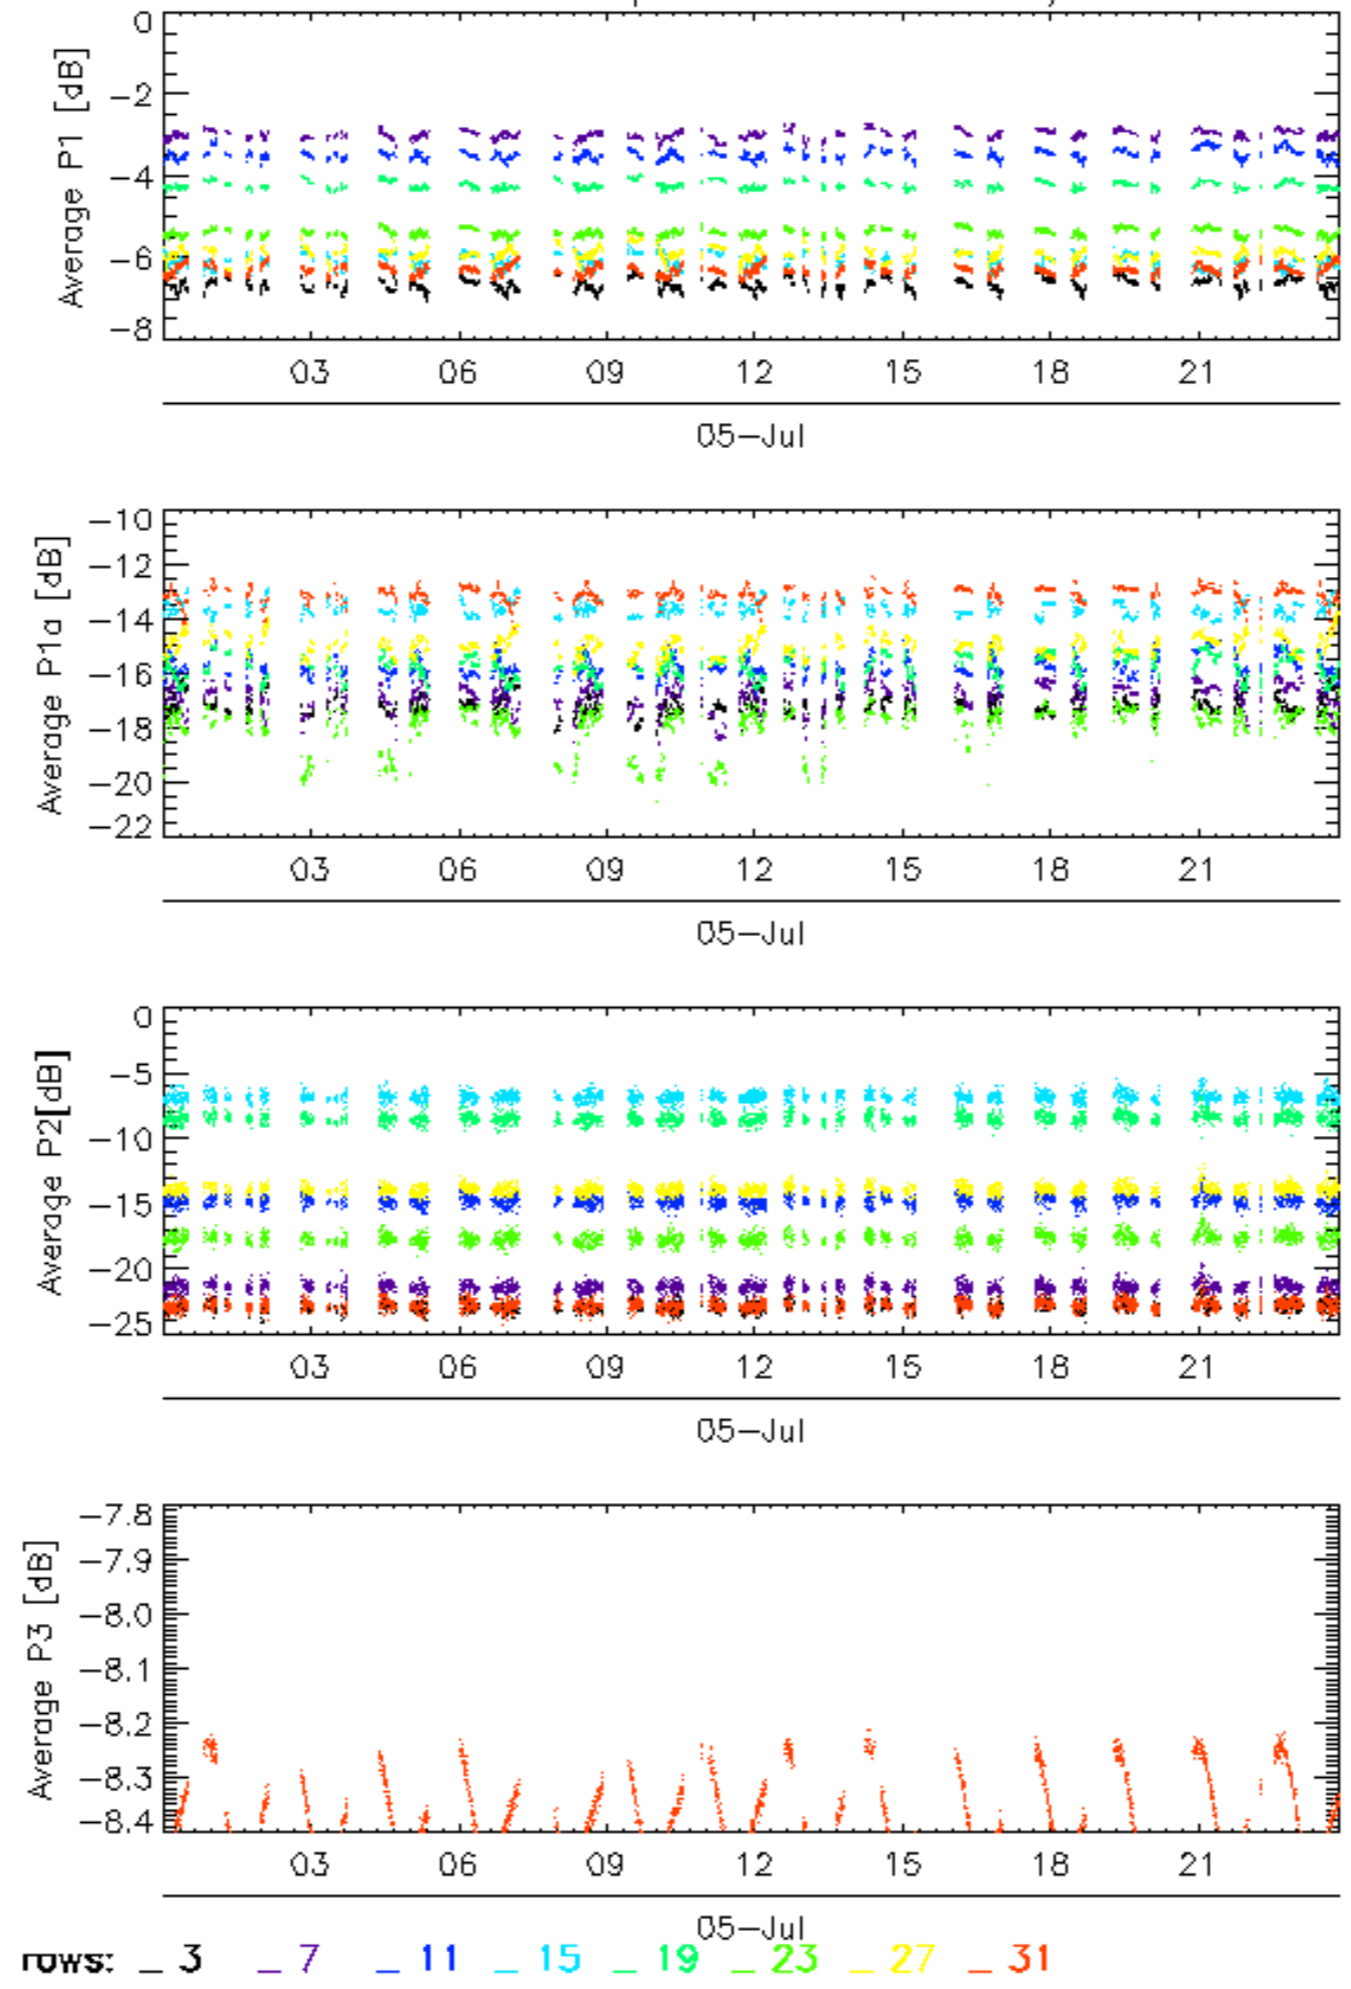 0
−2
−4
−6
−8
Average P1 [dB]
03 06 09 12 15 18 21
05−Jul
−10
−12
−14
−16
−18
−20
−22
Average P1a [dB]
03 06 09 12 15 18 21
05−Jul
0
−5
−10
−15
−20
−25
Average P2[dB]
03 06 09 12 15 18 21
05−Jul
−7.8
−7.9
−8.0
−8.1
−8.2
−8.3
−8.4
Average P3 [dB]
03 06 09 12 15 18 21
05−Jul
rows: _ 3 _ 7 _ 11 _ 15 _ 19 _ 23 _ 27 _ 31